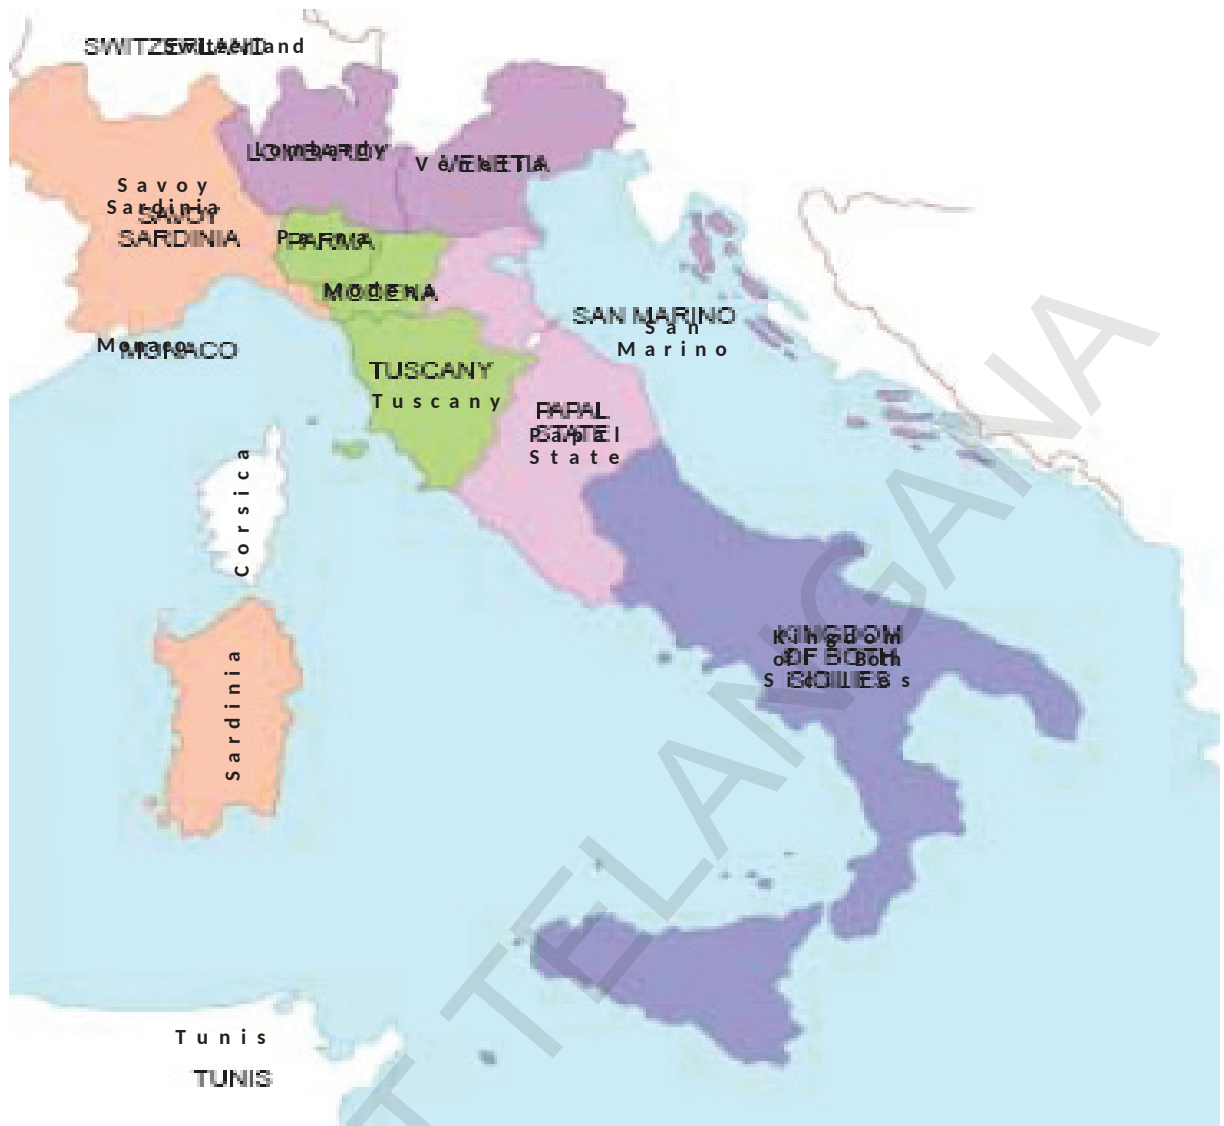 SWITZERLAND
Switzerland
LOMBARDY
Lombardy
VENETIA
Venetia
Savoy
Sardinia
SAVOY
SARDINIA
PARMA
Parma
MODENA
Modena
SAN MARINO
San
Marino
MONACO
Monaco
TUSCANY
Tuscany
PAPAL
STATE
Papal
State
Corsica
Sardinia
KINGDOM
OF BOTH
SICILIES
Kingdom
of Both
Sicilies
Tunis
TUNIS
T TELANGANA